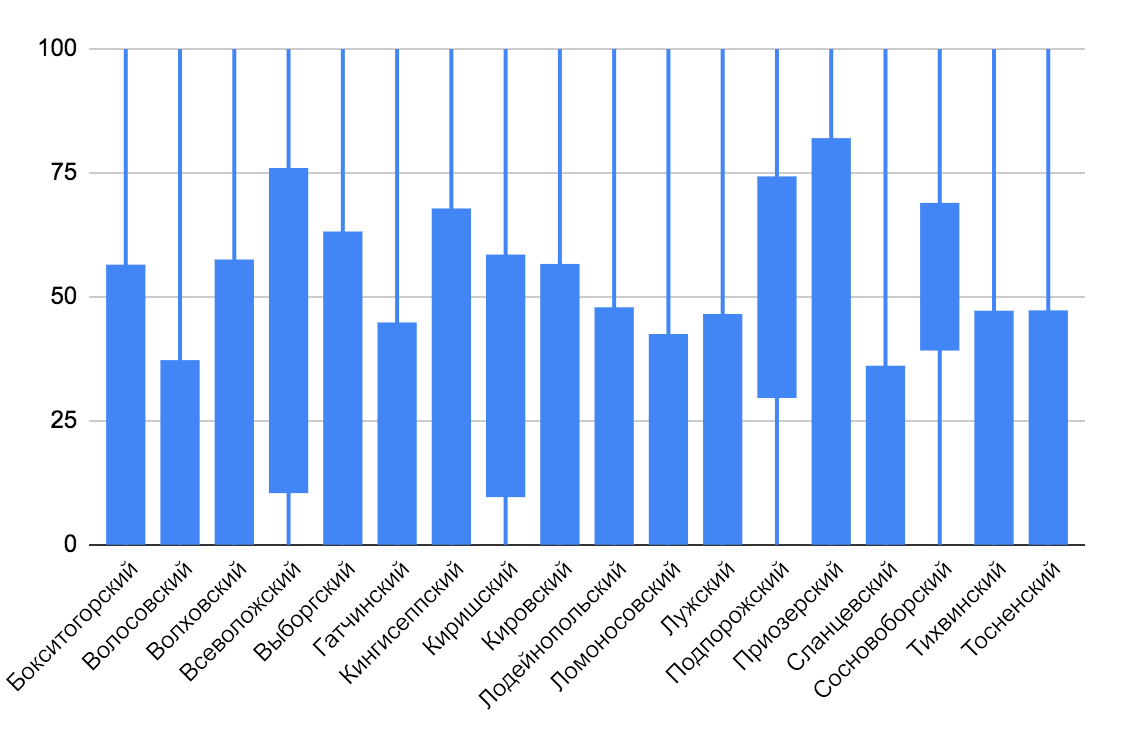 100
75
50
25
0
Бокситогорский
Волосовский
Волховский
Всеволожский
Выборгский
Гатчинский
Кингисеппский
Киришский
Кировский
Лодейнопольский
Ломоносовский
Лужский
Подпорожский
Приозерский
Сланцевский
Сосновоборский
Тихвинский
Тосненский